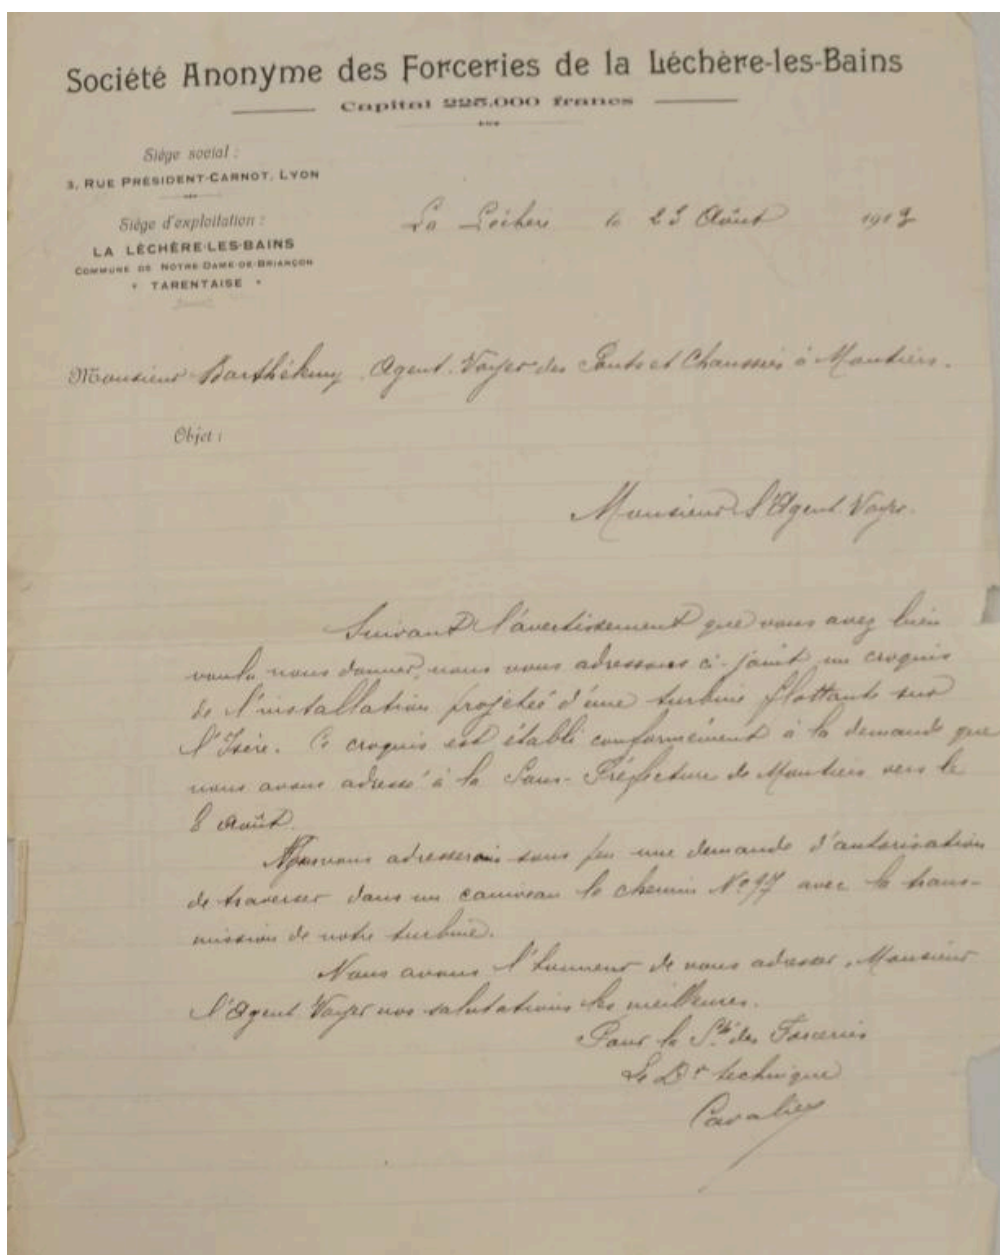 Société Anonyme des Forceries de la Léchère-les-Bains
Capital 225.000 francs
Siège social :
3, RUE PRÉSIDENT-CARNOT, LYON
Siège d'exploitation :
LA LÉCHÈRE-LES-BAINS
COMMUNE DE NOTRE-DAME-DE-BRIANÇON
TARENTAISE
La Léchère le 23 Août 1913
Monsieur Barthélemy Agent-Voyer des Ponts et Chaussées à Moutiers.
Objet :
Monsieur l'Agent-Voyer.
Suivant l'avertissement que vous avez bien
voulu nous donner, nous vous adressons ci-joint un croquis
de l'installation projetée d'une turbine flottante sur
l'Isère. Ce croquis est établi conformément à la demande que
nous avons adressé à la Sous-Préfecture de Moutiers vers le
8 Août.
Nous vous adresserons sous peu une demande d'autorisation
de traverser dans un caniveau le chemin No 97 avec la trans-
mission de notre turbine.
Nous avons l'honneur de vous adresser, Monsieur
l'Agent Voyer nos salutations les meilleures.
Pour la Sté des Forceries
Le Dr technique
Cavalier